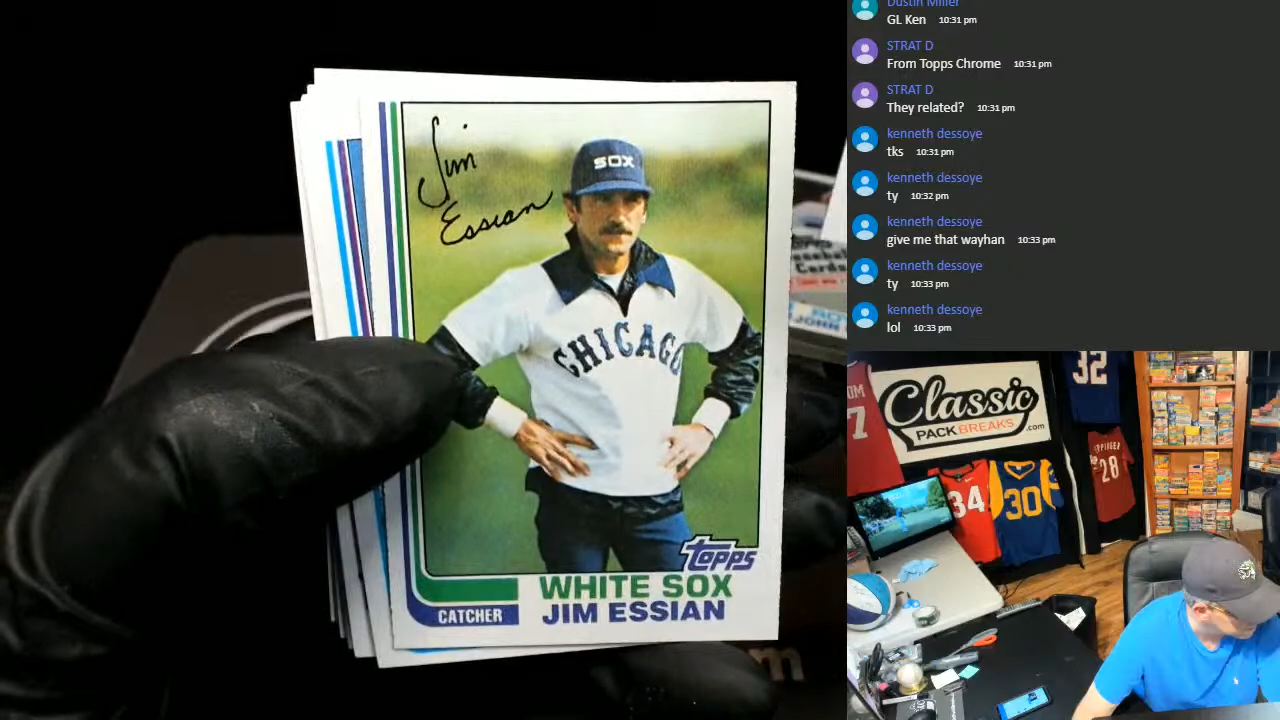 Jim
Essian
SOX
CHICAGO
topps
WHITE SOX
CATCHER
JIM ESSIAN
Dustin Miller
GL Ken 10:31 pm
STRAT D
From Topps Chrome 10:31 pm
STRAT D
They related? 10:31 pm
kenneth dessoye
tks 10:31 pm
kenneth dessoye
ty 10:32 pm
kenneth dessoye
give me that wayhan 10:33 pm
kenneth dessoye
ty 10:33 pm
kenneth dessoye
lol 10:33 pm
Classic
PACKBREAKS.com
32
7
34
30
28